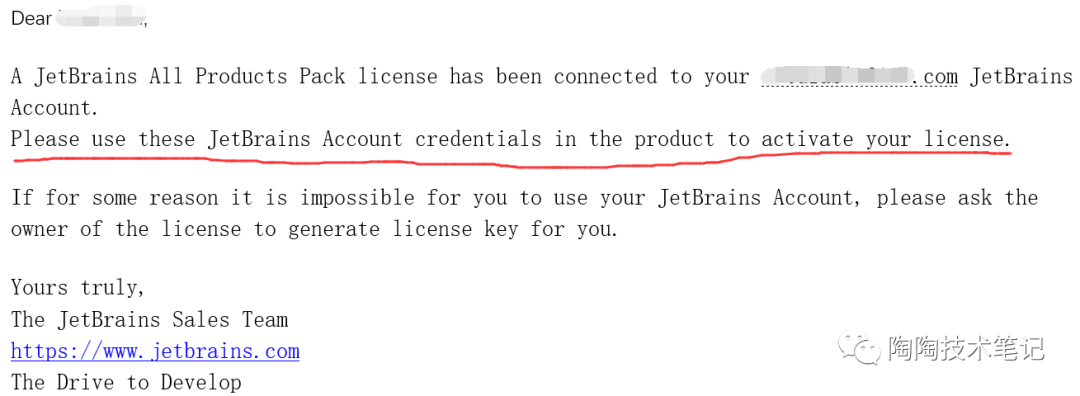 Dear
A JetBrains All Products Pack license has been connected to your .com JetBrains
Account.
Please use these JetBrains Account credentials in the product to activate your license.
If for some reason it is impossible for you to use your JetBrains Account, please ask the
owner of the license to generate license key for you.
Yours truly,
The JetBrains Sales Team
https://www.jetbrains.com
The Drive to Develop
陶陶技术笔记